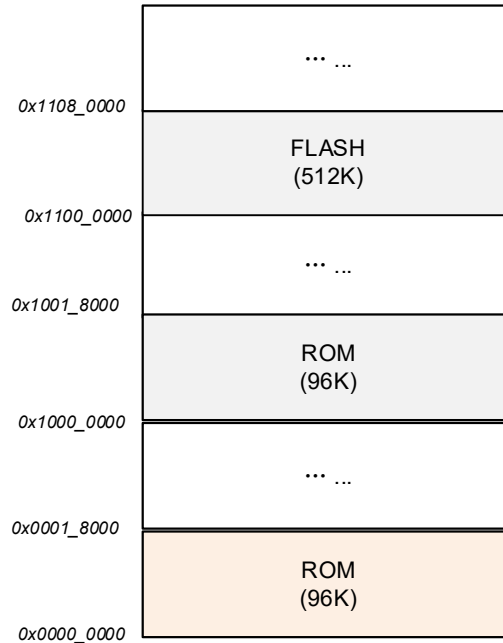 ... ...
0x1108_0000
FLASH
(512K)
0x1100_0000
... ...
0x1001_8000
ROM
(96K)
0x1000_0000
... ...
0x0001_8000
ROM
(96K)
0x0000_0000